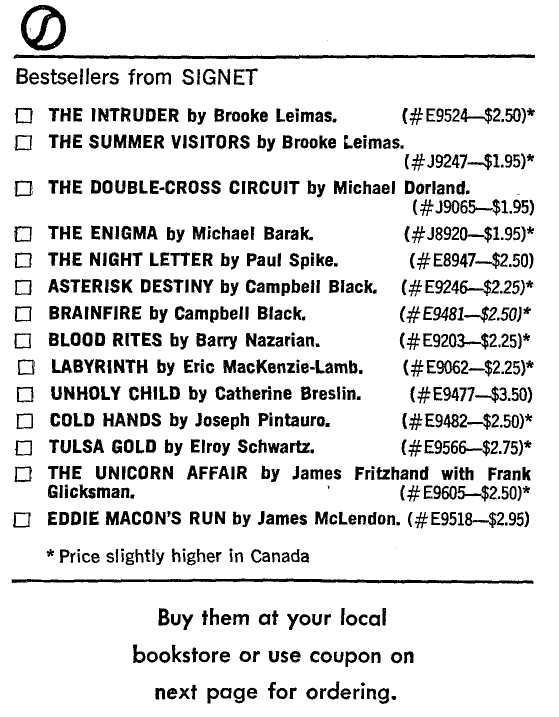 Bestsellers from SIGNET
□ THE INTRUDER by Brooke Leimas. (#E9524—$2.50)*
□ THE SUMMER VISITORS by Brooke Leimas.
(#J9247—$1.95)*
□ THE DOUBLE-CROSS CIRCUIT by Michael Dorland.
(#J9065—$1.95)
□ THE ENIGMA by Michael Barak. (#J8920—$1.95)*
□ THE NIGHT LETTER by Paul Spike. (#E8947—$2.50)
□ ASTERISK DESTINY by Campbell Black. (#E9246—$2.25)*
□ BRAINFIRE by Campbell Black. (#E9481—$2.50)*
□ BLOOD RITES by Barry Nazarian. (#E9203—$2.25)*
□ LABYRINTH by Eric MacKenzie-Lamb. (#E9062—$2.25)*
□ UNHOLY CHILD by Catherine Breslin. (#E9477—$3.50)
□ COLD HANDS by Joseph Pintauro. (#E9482—$2.50)*
□ TULSA GOLD by Elroy Schwartz. (#E9566—$2.75)*
□ THE UNICORN AFFAIR by James Fritzhand with Frank
Glicksman. (#E9605—$2.50)*
□ EDDIE MACON'S RUN by James McLendon. (#E9518—$2.95)
* Price slightly higher in Canada
Buy them at your local
bookstore or use coupon on
next page for ordering.